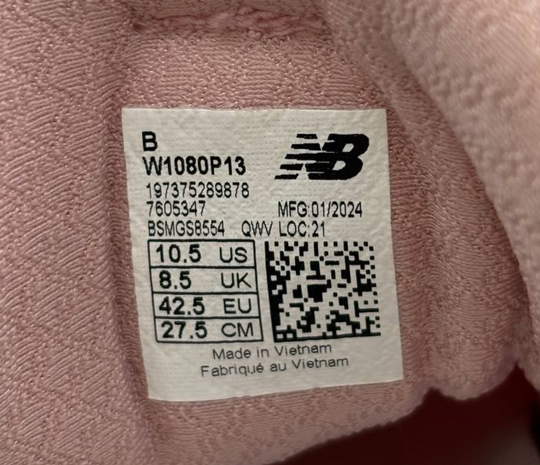 B
W1080P13
NB
197375289878
7605347 MFG:01/2024
BSMGS8554 QWV LOC:21
10.5 US
8.5 UK
42.5 EU
27.5 CM
Made in Vietnam
Fabriqué au Vietnam